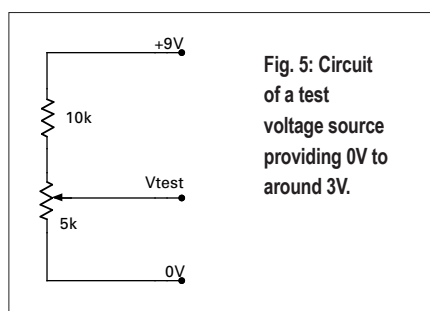 +9V
10k
Vtest
5k
0V
Fig. 5: Circuit
of a test
voltage source
providing 0V to
around 3V.